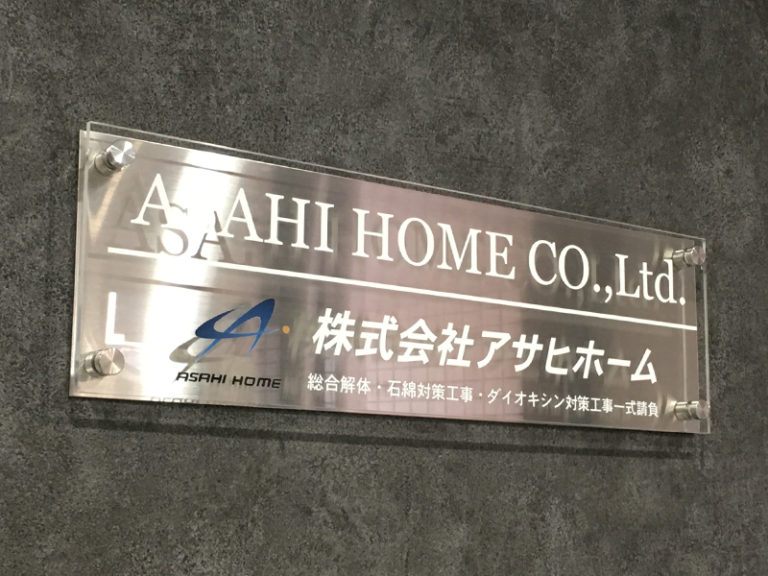 ASAHI HOME CO.,Ltd.
株式会社アサヒホーム
ASAHI HOME
総合解体・石綿対策工事・ダイオキシン対策工事一式請負